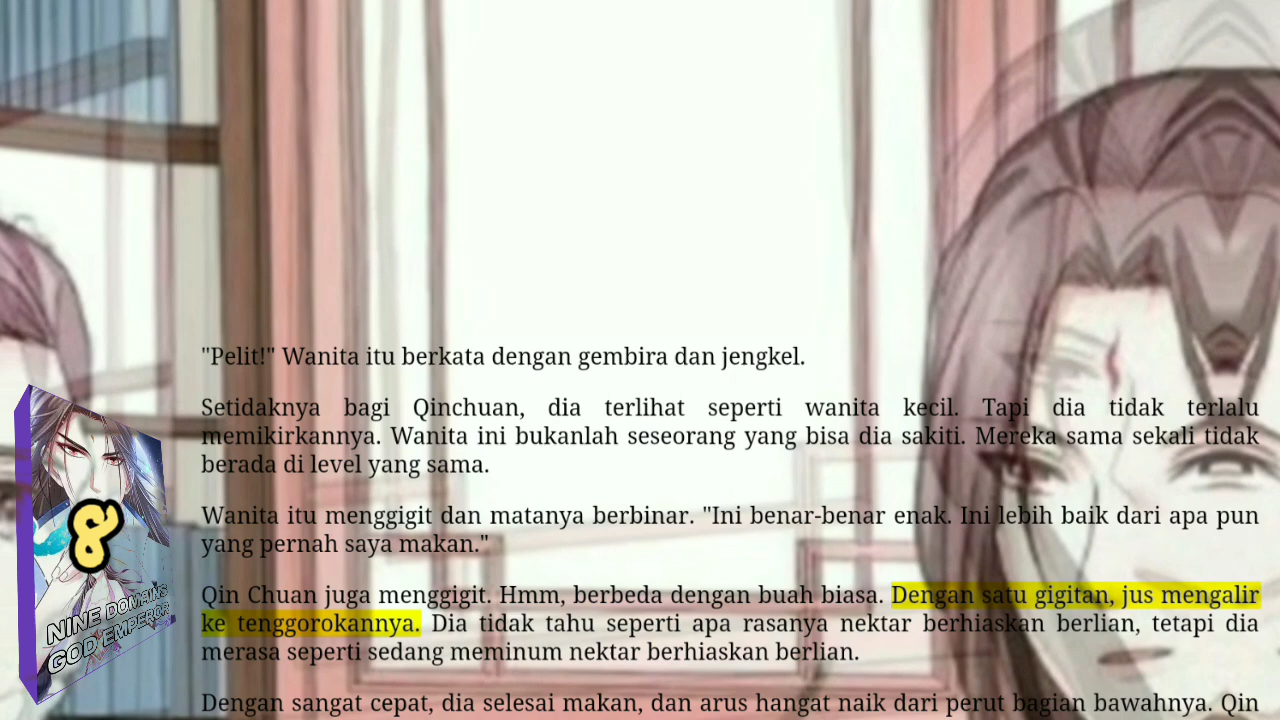 "Pelit!" Wanita itu berkata dengan gembira dan jengkel.
Setidaknya bagi Qinchuan, dia terlihat seperti wanita kecil. Tapi dia tidak terlalu
memikirkannya. Wanita ini bukanlah seseorang yang bisa dia sakiti. Mereka sama sekali tidak
berada di level yang sama.
Wanita itu menggigit dan matanya berbinar. "Ini benar-benar enak. Ini lebih baik dari apa pun
yang pernah saya makan."
Qin Chuan juga menggigit. Hmm, berbeda dengan buah biasa. Dengan satu gigitan, jus mengalir
ke tenggorokannya. Dia tidak tahu seperti apa rasanya nektar berhiaskan berlian, tetapi dia
merasa seperti sedang meminum nektar berhiaskan berlian.
Dengan sangat cepat, dia selesai makan, dan arus hangat naik dari perut bagian bawahnya. Qin
8
NINE DOMAINS
GOD EMPEROR